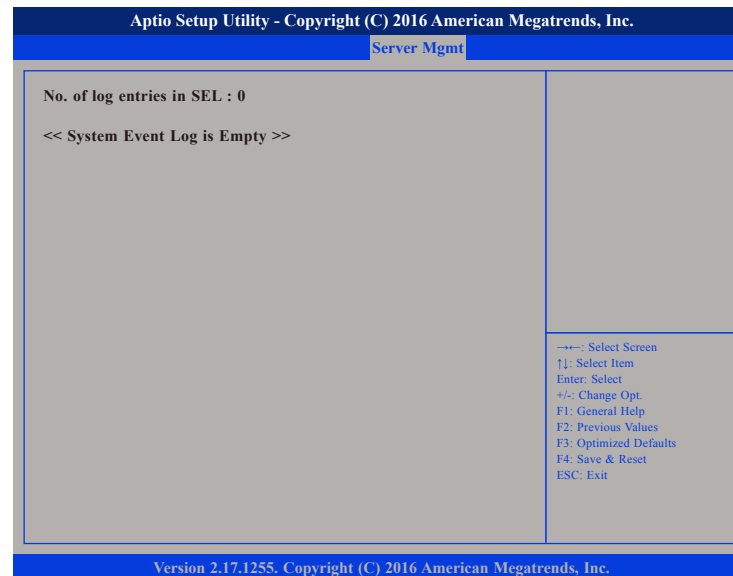 Aptio Setup Utility - Copyright (C) 2016 American Megatrends, Inc.
Server Mgmt
No. of log entries in SEL : 0
<< System Event Log is Empty >>
→←: Select Screen
↑↓: Select Item
Enter: Select
+/-: Change Opt.
F1: General Help
F2: Previous Values
F3: Optimized Defaults
F4: Save & Reset
ESC: Exit
Version 2.17.1255. Copyright (C) 2016 American Megatrends, Inc.